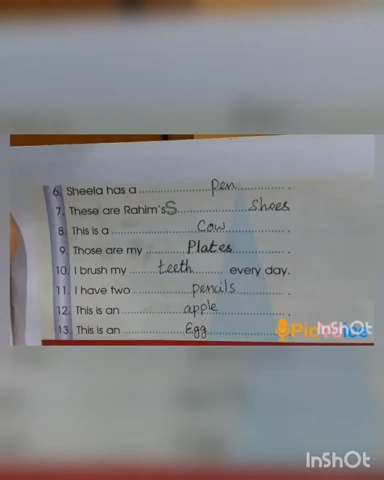 6. Sheela has a pen.
7. These are Rahim's S shoes
8. This is a Cow.
9. Those are my Plates.
10. I brush my teeth every day.
11. I have two pencils.
12. This is an apple.
13. This is an Egg.
InShOt
InShOt